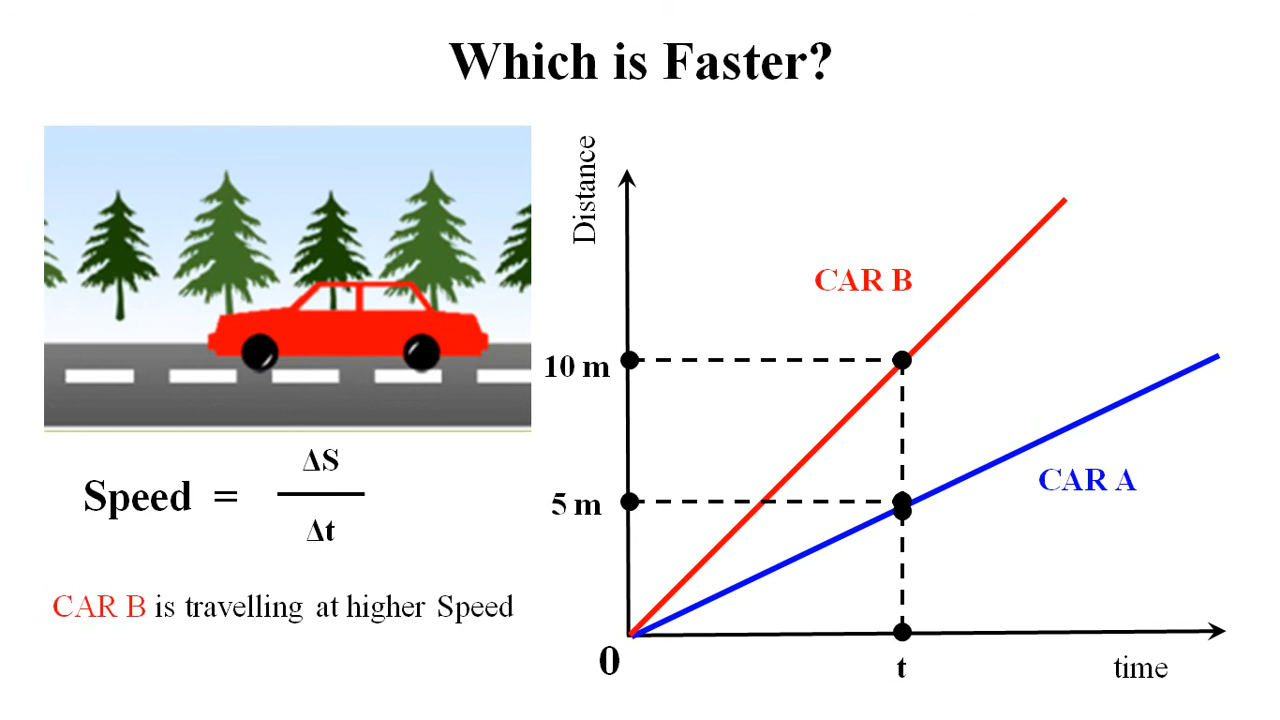 Which is Faster?
Distance
CAR B
10 m
CAR A
5 m
ΔS
Speed =
Δt
CAR B is travelling at higher Speed
0
t
time